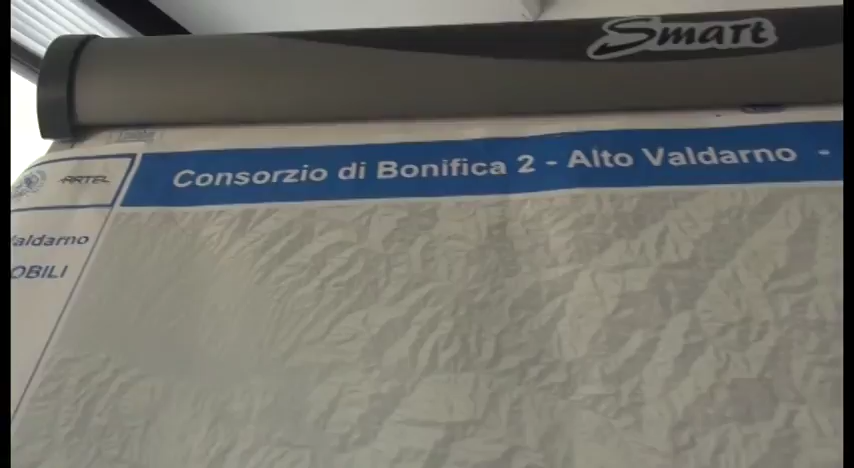 Smart
Consorzio di Bonifica 2 - Alto Valdarno -
ARTEL
Valdarno
OBILI